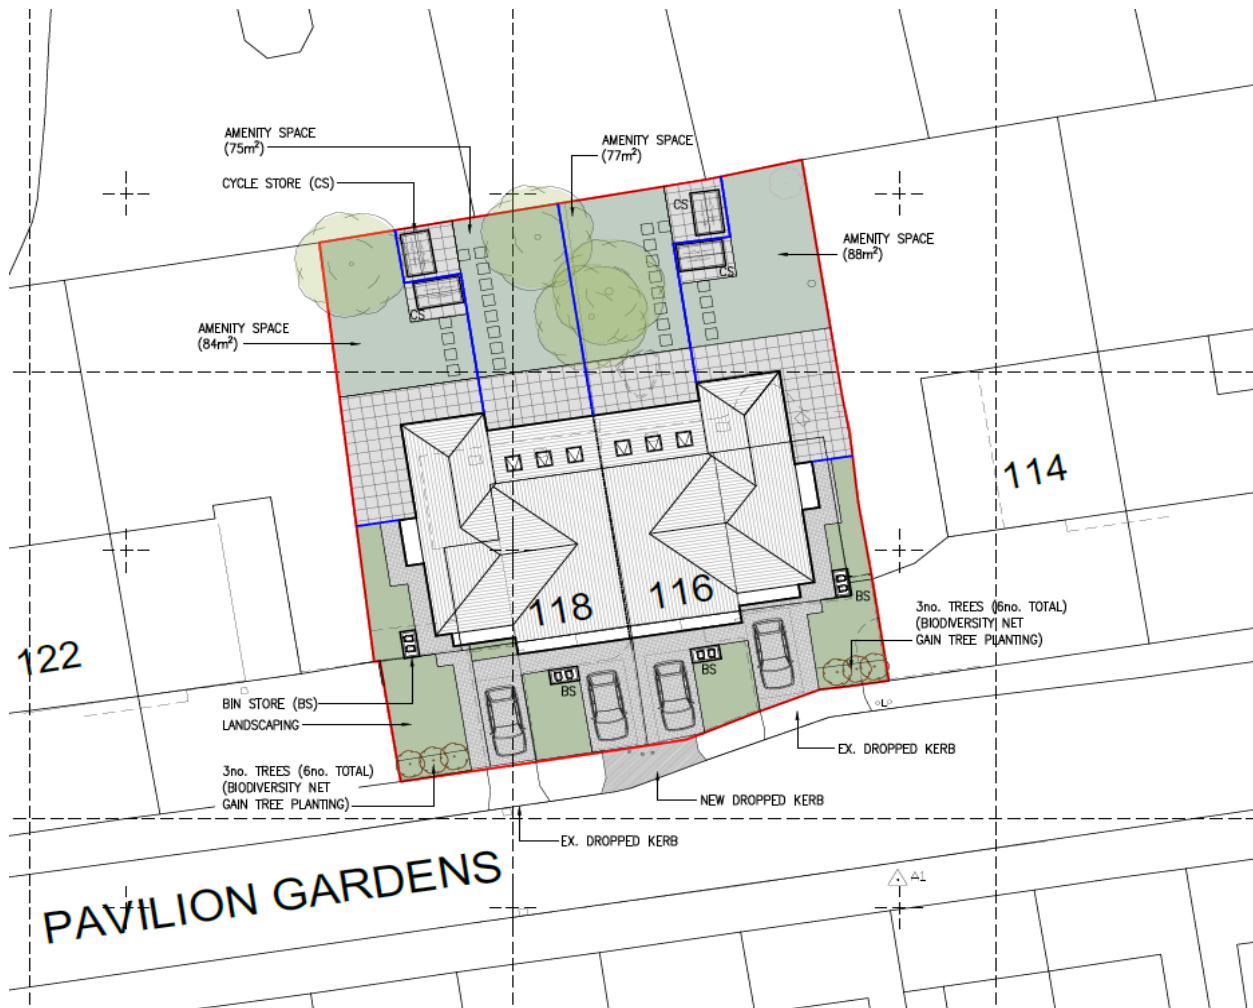 AMENITY SPACE
(75m²)
AMENITY SPACE
(77m²)
CYCLE STORE (CS)
CS
AMENITY SPACE
(88m²)
CS
CS
AMENITY SPACE
(84m²)
114
118
116
BS
3no. TREES (6no. TOTAL)
(BIODIVERSITY NET
GAIN TREE PLANTING)
122
BS
BS
BIN STORE (BS)
LANDSCAPING
EX. DROPPED KERB
3no. TREES (6no. TOTAL)
(BIODIVERSITY NET
GAIN TREE PLANTING)
NEW DROPPED KERB
EX. DROPPED KERB
PAVILION GARDENS
A1